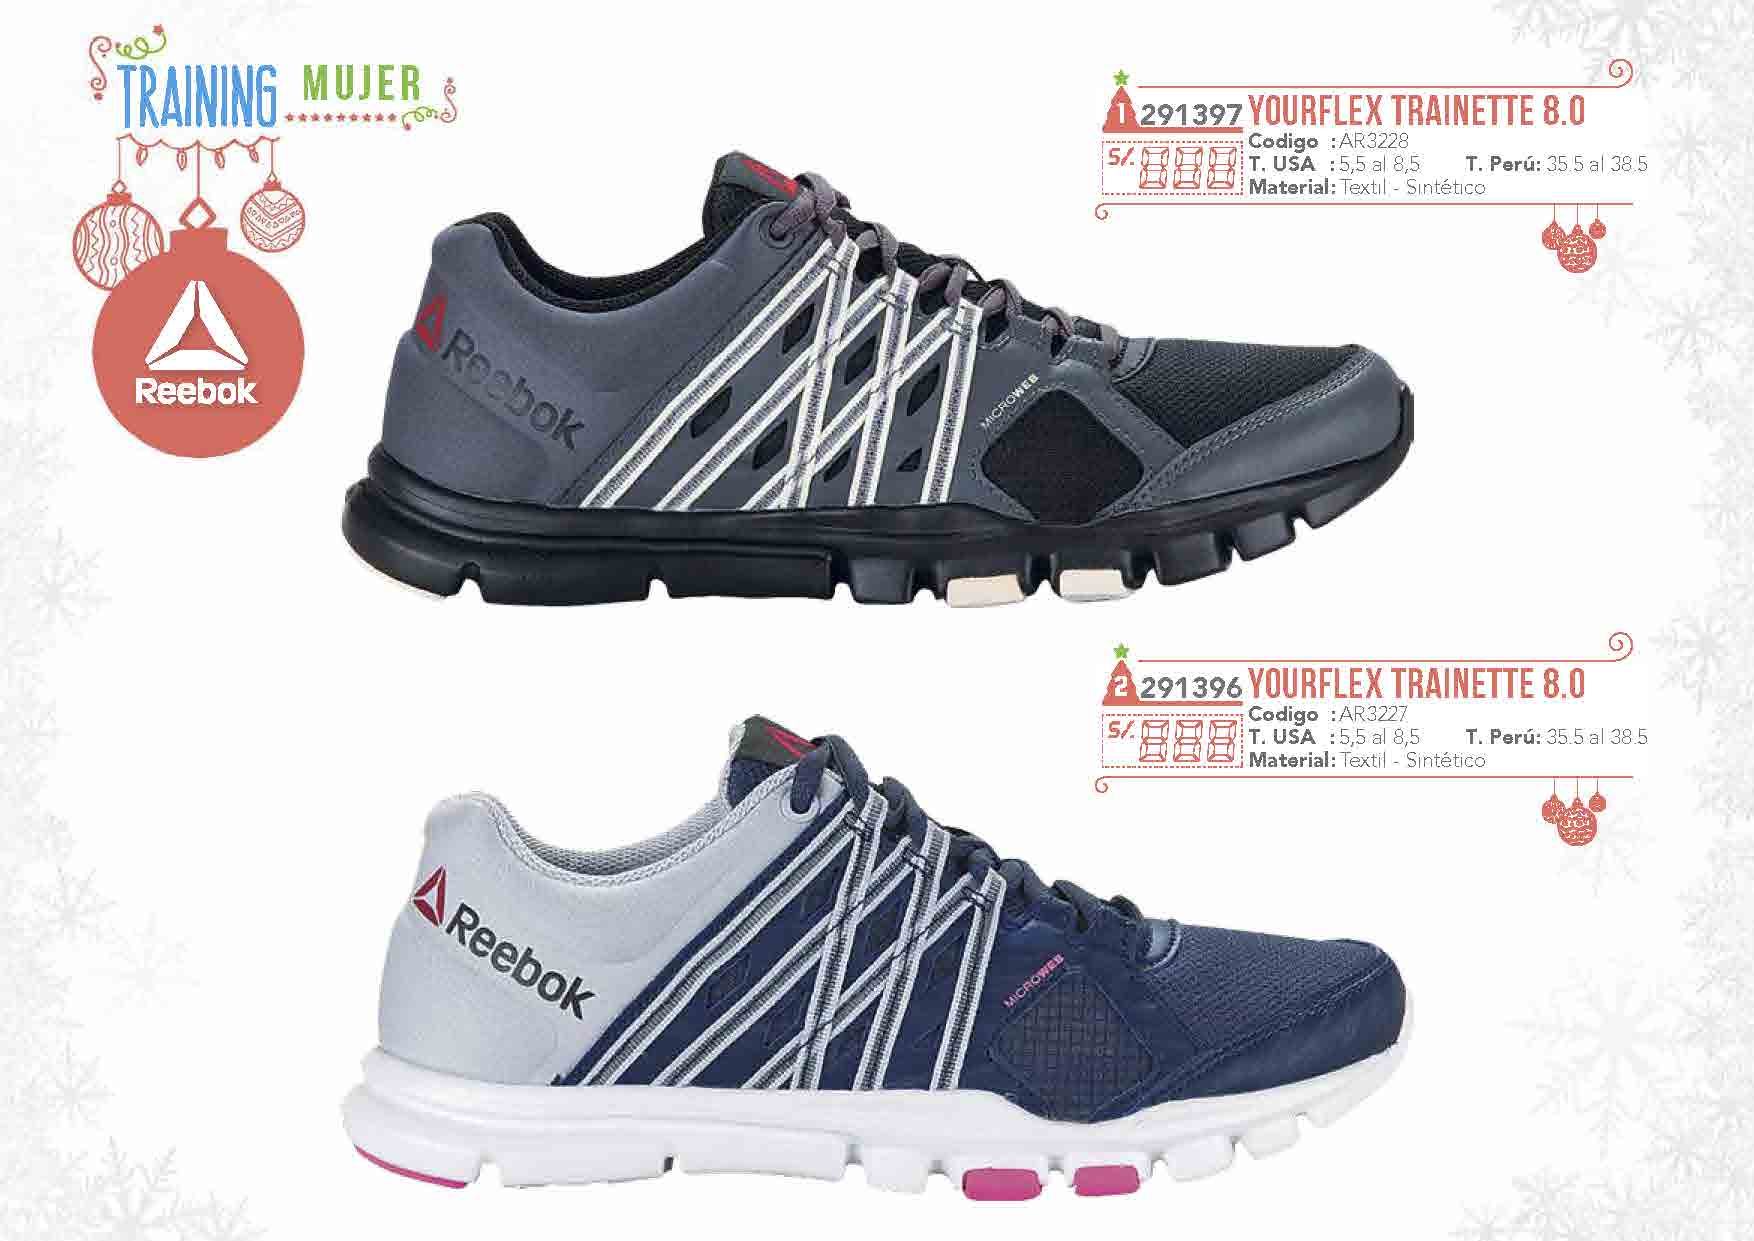 TRAINING MUJER
Reebok
1 291397 YOURFLEX TRAINETTE 8.0
Codigo : AR3228
S/. 888
T. USA : 5,5 al 8,5 T. Perú: 35.5 al 38.5
Material: Textil - Sintético
Reebok
MICROWEB
2 291396 YOURFLEX TRAINETTE 8.0
Codigo : AR3227
S/. 888
T. USA : 5,5 al 8,5 T. Perú: 35.5 al 38.5
Material: Textil - Sintético
Reebok
MICROWEB